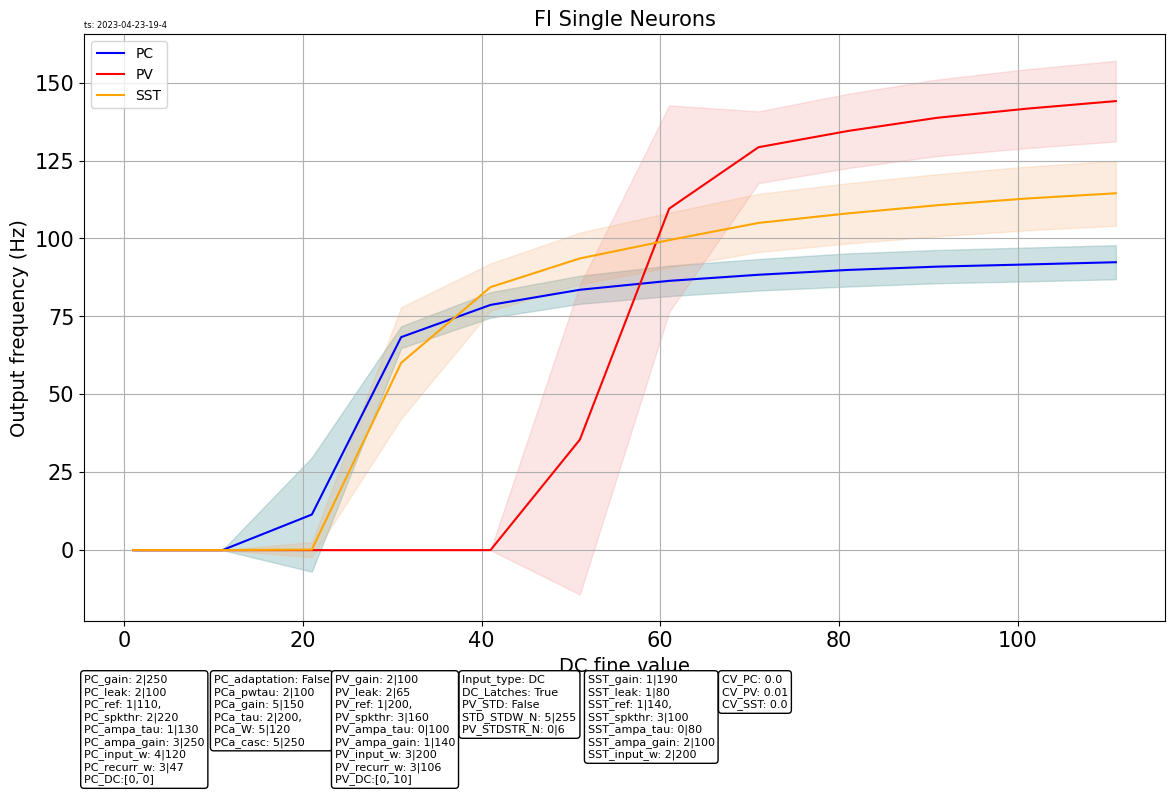 FI Single Neurons
ts: 2023-04-23-19-4
PC
PV
SST
Output frequency (Hz)
150
125
100
75
50
25
0
0 20 40 60 80 100
DC fine value
PC_gain: 2|250
PC_leak: 2|100
PC_ref: 1|110,
PC_spkthr: 2|220
PC_ampa_tau: 1|130
PC_ampa_gain: 3|250
PC_input_w: 4|120
PC_recurr_w: 3|47
PC_DC:[0, 0]
PC_adaptation: False
PCa_pwtau: 2|100
PCa_gain: 5|150
PCa_tau: 2|200,
PCa_W: 5|120
PCa_casc: 5|250
PV_gain: 2|100
PV_leak: 2|65
PV_ref: 1|200,
PV_spkthr: 3|160
PV_ampa_tau: 0|100
PV_ampa_gain: 1|140
PV_input_w: 3|200
PV_recurr_w: 3|106
PV_DC:[0, 10]
Input_type: DC
DC_Latches: True
PV_STD: False
STD_STDW_N: 5|255
PV_STDSTR_N: 0|6
SST_gain: 1|190
SST_leak: 1|80
SST_ref: 1|140,
SST_spkthr: 3|100
SST_ampa_tau: 0|80
SST_ampa_gain: 2|100
SST_input_w: 2|200
CV_PC: 0.0
CV_PV: 0.01
CV_SST: 0.0